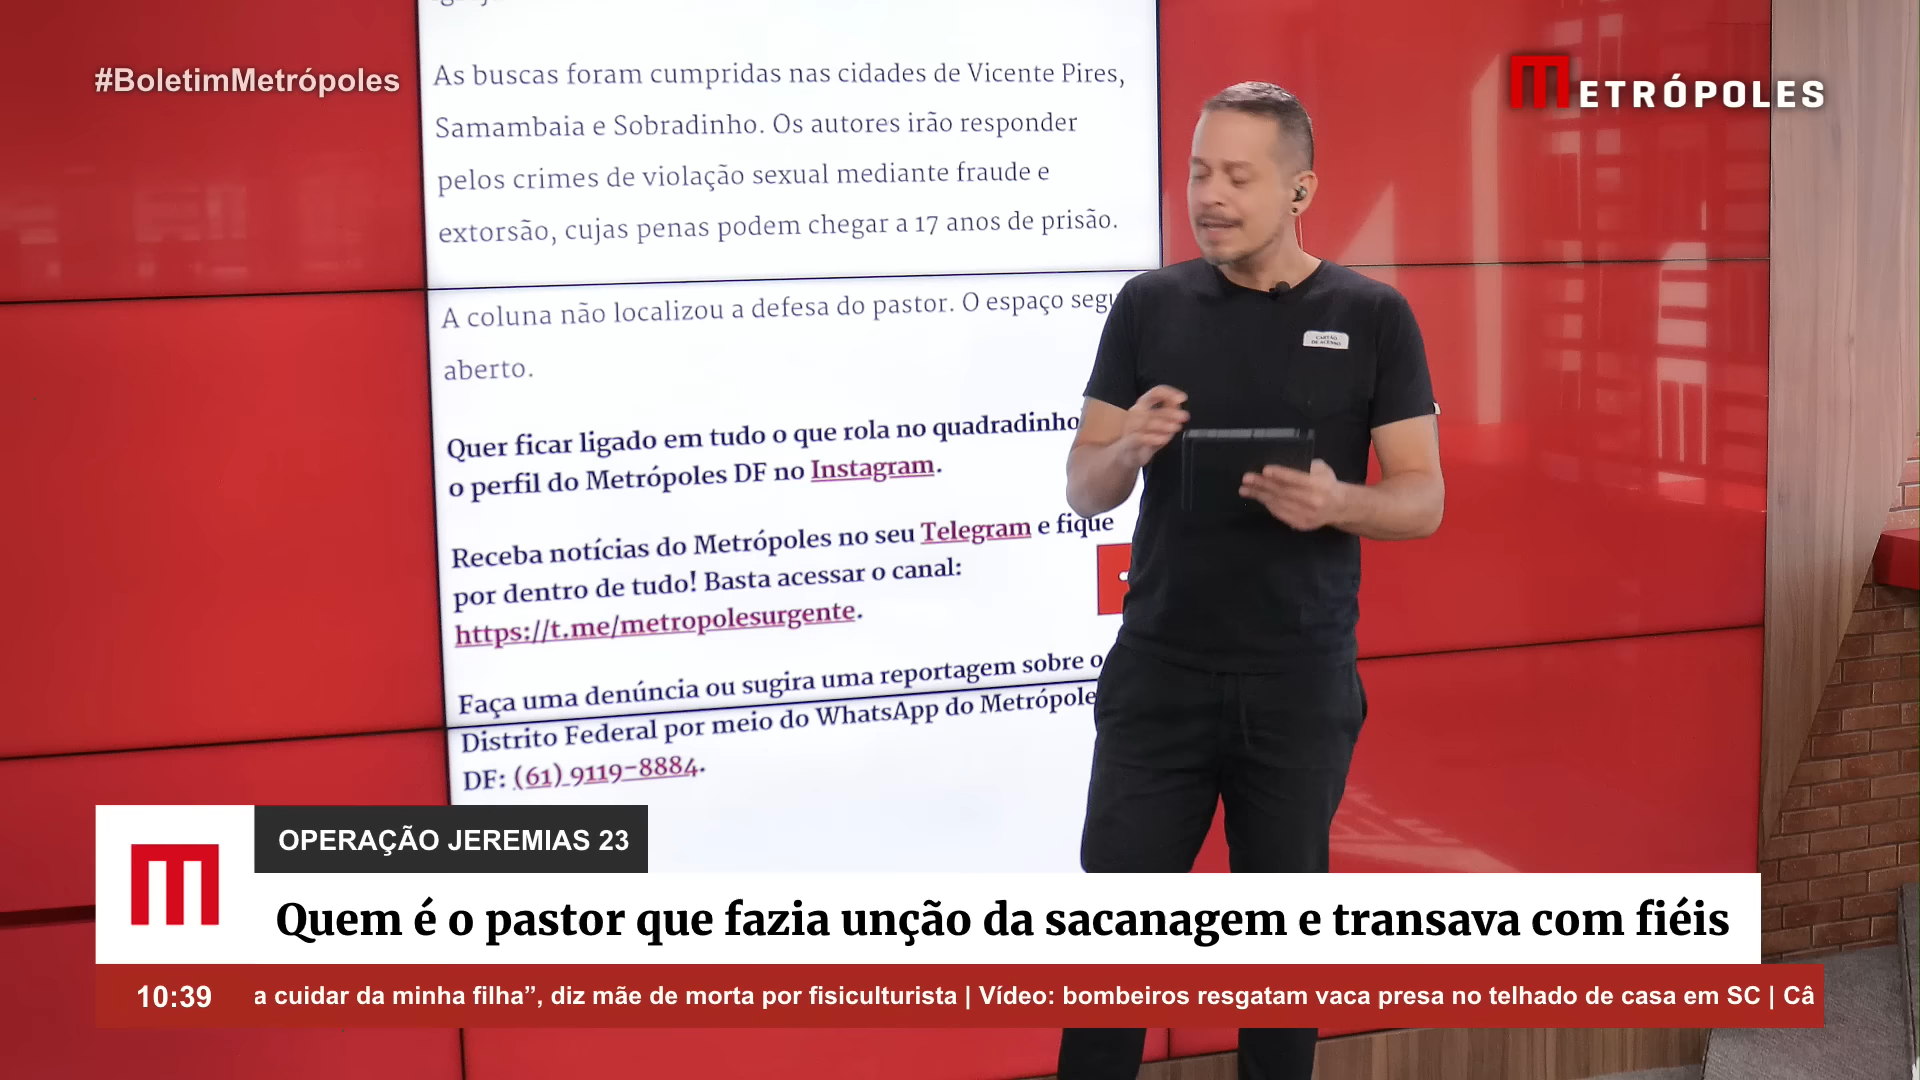 #BoletimMetrópoles
METRÓPOLES
As buscas foram cumpridas nas cidades de Vicente Pires,
Samambaia e Sobradinho. Os autores irão responder
pelos crimes de violação sexual mediante fraude e
extorsão, cujas penas podem chegar a 17 anos de prisão.
A coluna não localizou a defesa do pastor. O espaço
aberto.
Quer ficar ligado em tudo o que rola no quadradinho
o perfil do Metrópoles DF no Instagram.
Receba notícias do Metrópoles no seu Telegram e fique
por dentro de tudo! Basta acessar o canal:
https://t.me/metropolesurgente.
Faça uma denúncia ou sugira uma reportagem sobre o
Distrito Federal por meio do WhatsApp do Metrópole
DF: (61) 9119-8884.
CARTÃO
DE ACESSO
OPERAÇÃO JEREMIAS 23
Quem é o pastor que fazia unção da sacanagem e transava com fiéis
10:39 a cuidar da minha filha”, diz mãe de morta por fisiculturista | Vídeo: bombeiros resgatam vaca presa no telhado de casa em SC | Câ